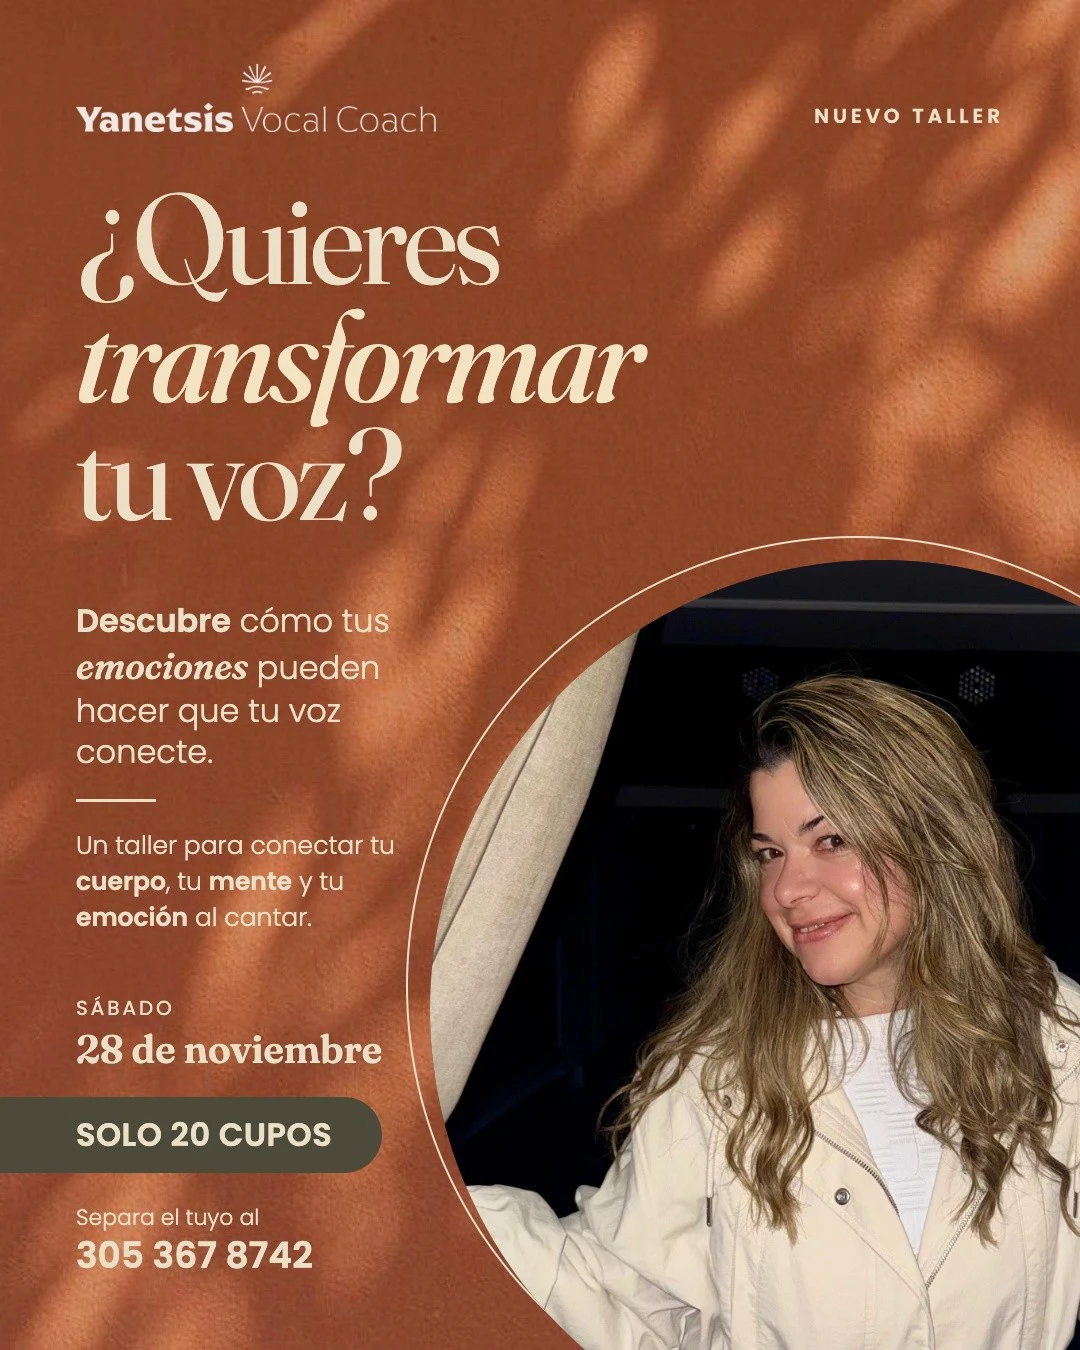 Yanetsis Vocal Coach
NUEVO TALLER
¿Quieres
transformar
tu voz?
Descubre cómo tus
emociones pueden
hacer que tu voz
conecte.
Un taller para conectar tu
cuerpo, tu mente y tu
emoción al cantar.
SÁBADO
28 de noviembre
SOLO 20 CUPOS
Separa el tuyo al
305 367 8742